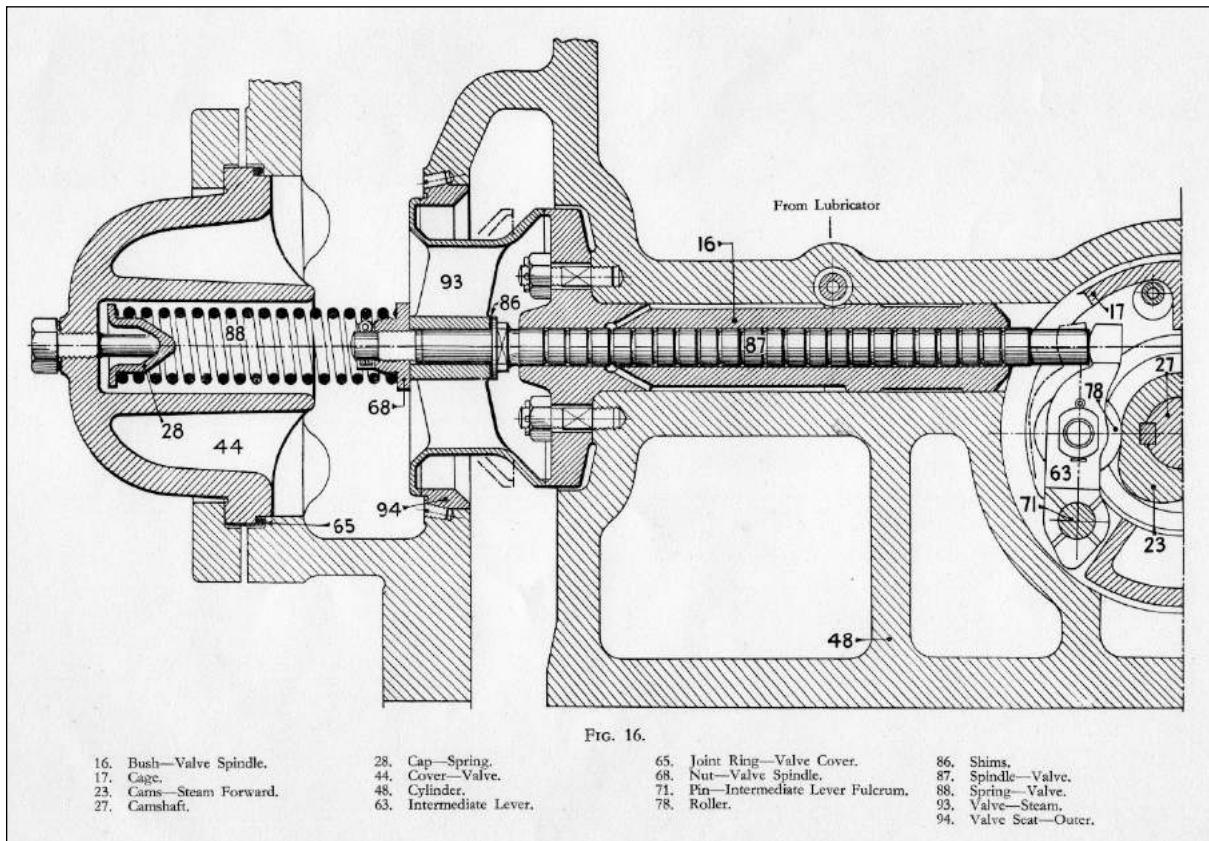 From Lubricator
16
93
86
17
88
87
27
78
68
28
44
63
94
71
65
23
48
FIG. 16.
16. Bush—Valve Spindle.
17. Cage.
23. Cams—Steam Forward.
27. Camshaft.
28. Cap—Spring.
44. Cover—Valve.
48. Cylinder.
63. Intermediate Lever.
65. Joint Ring—Valve Cover.
68. Nut—Valve Spindle.
71. Pin—Intermediate Lever Fulcrum.
78. Roller.
86. Shims.
87. Spindle—Valve.
88. Spring—Valve.
93. Valve—Steam.
94. Valve Seat—Outer.